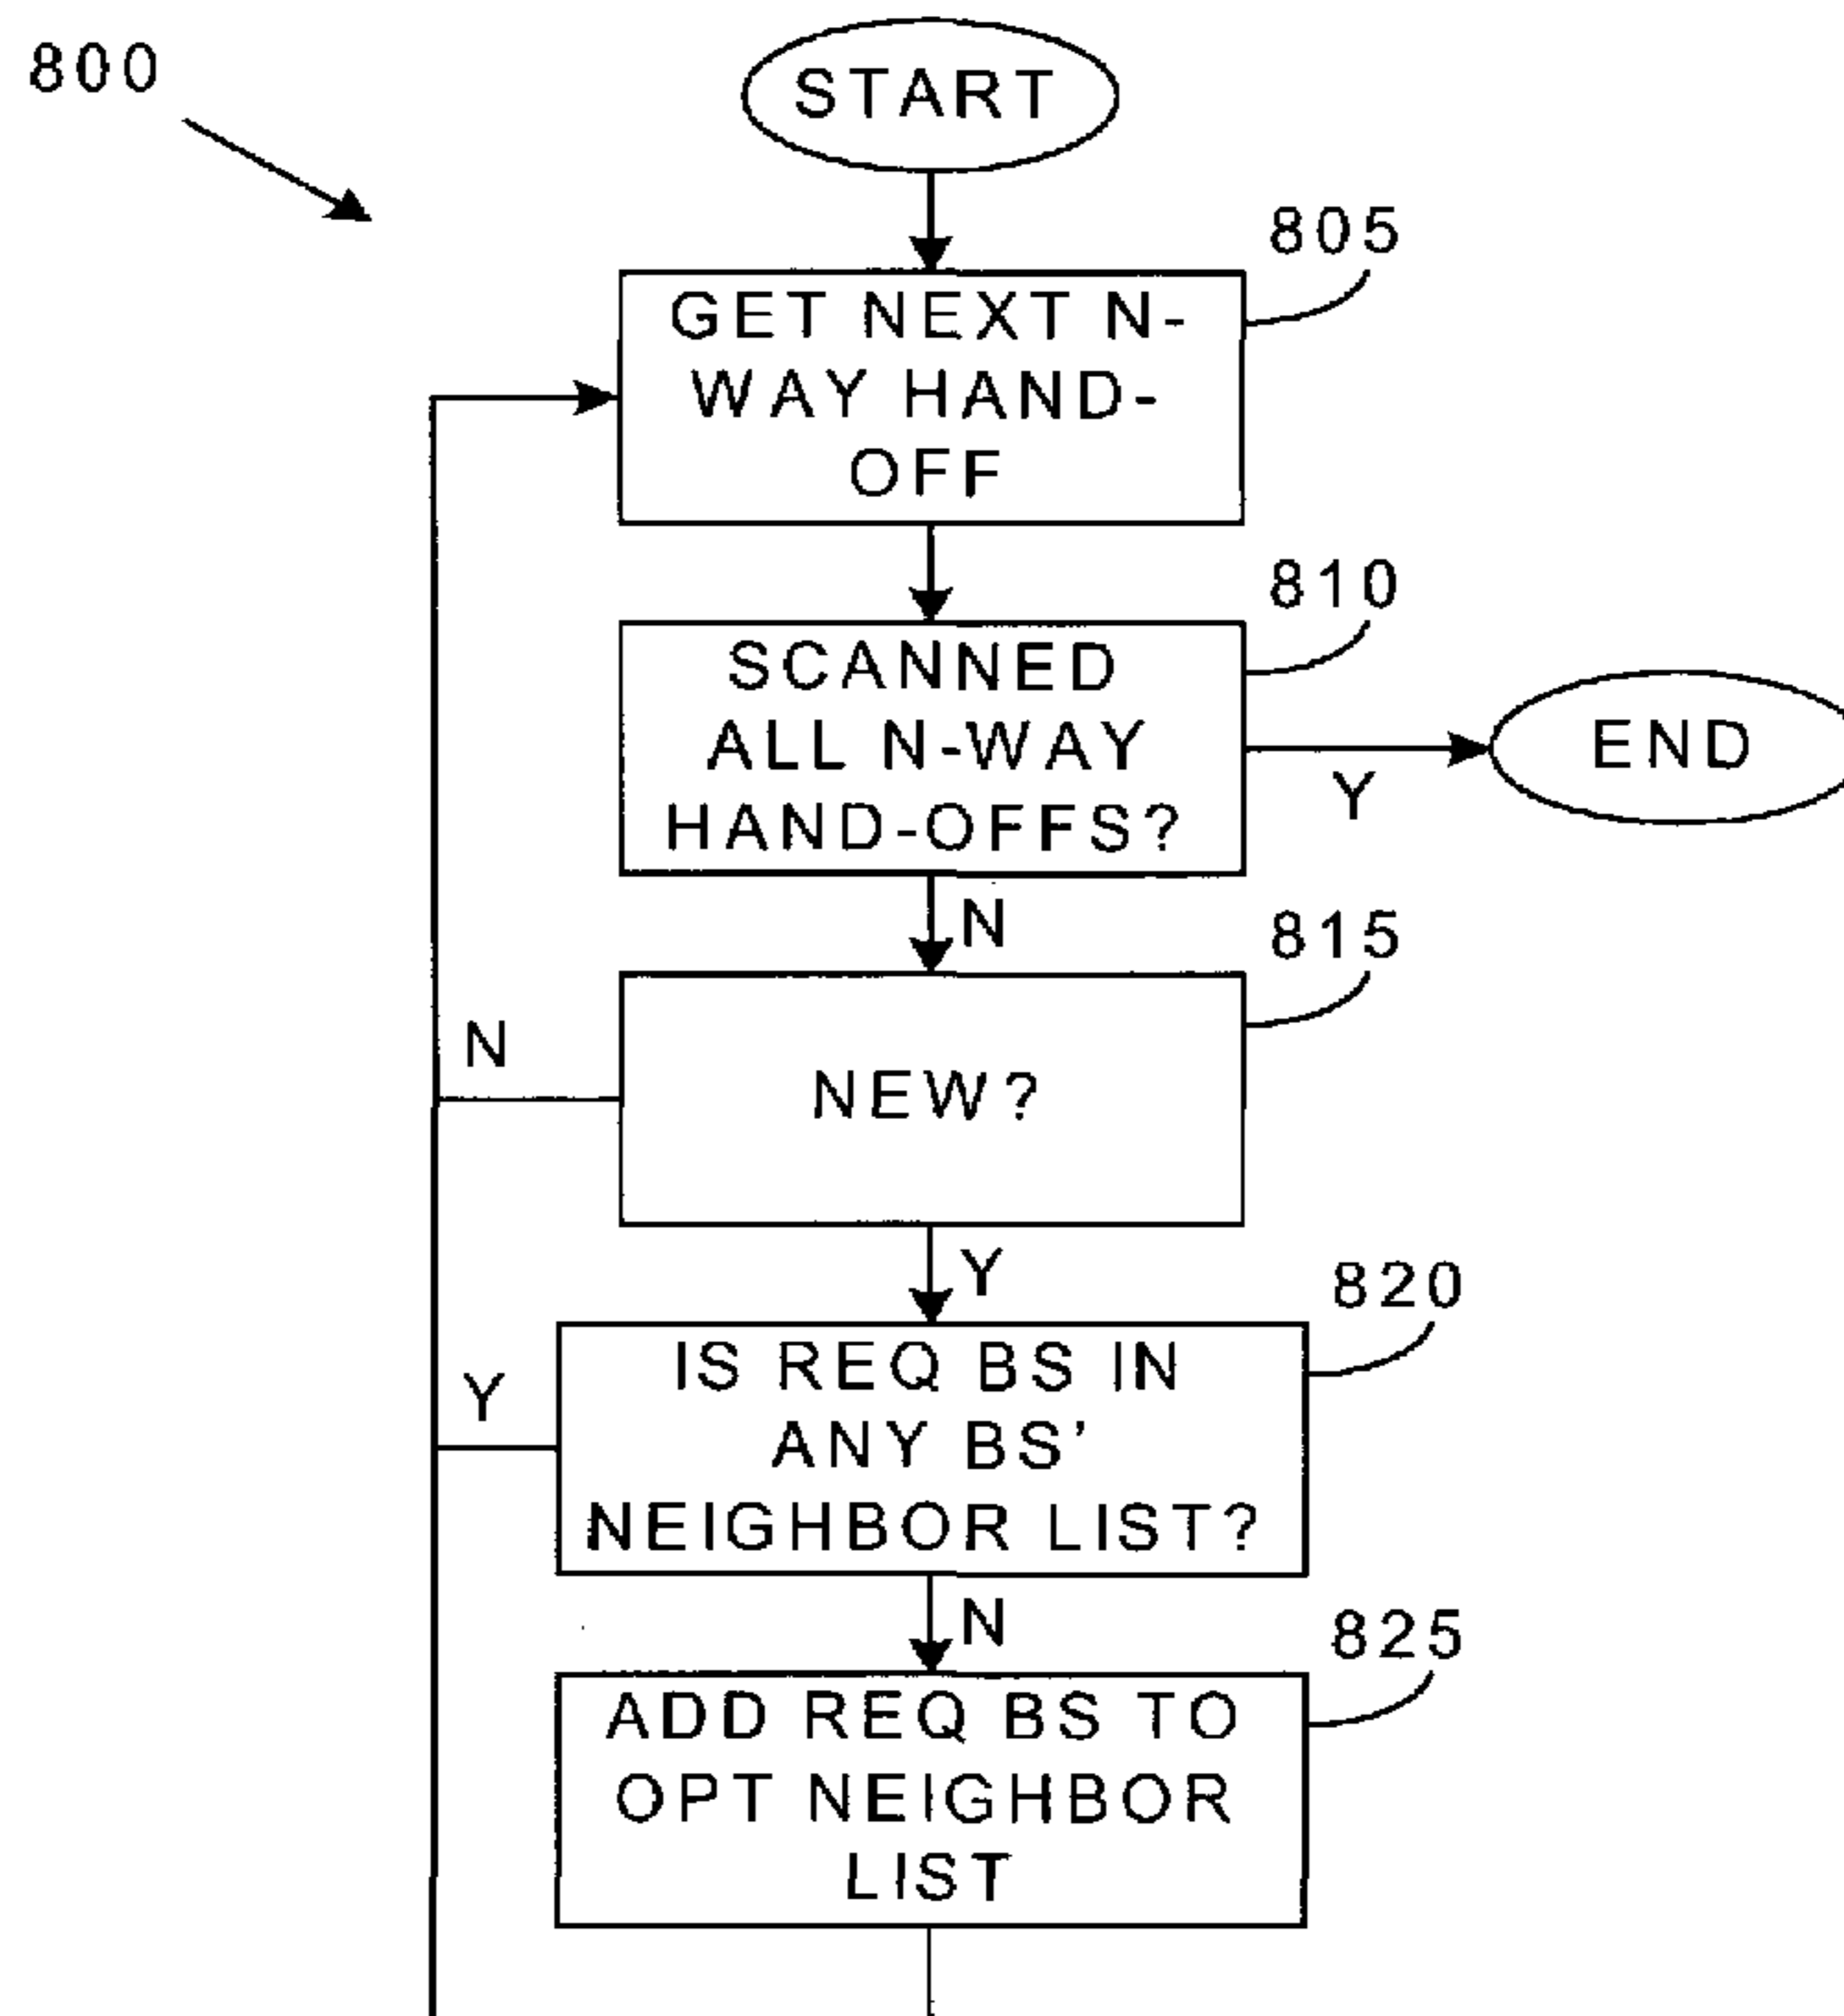 800
START
805
GET NEXT N-
WAY HAND-
OFF
810
SCANNED
ALL N-WAY
HAND-OFFS?
Y
END
N
815
N
NEW?
Y
820
Y
IS REQ BS IN
ANY BS'
NEIGHBOR LIST?
N
825
ADD REQ BS TO
OPT NEIGHBOR
LIST